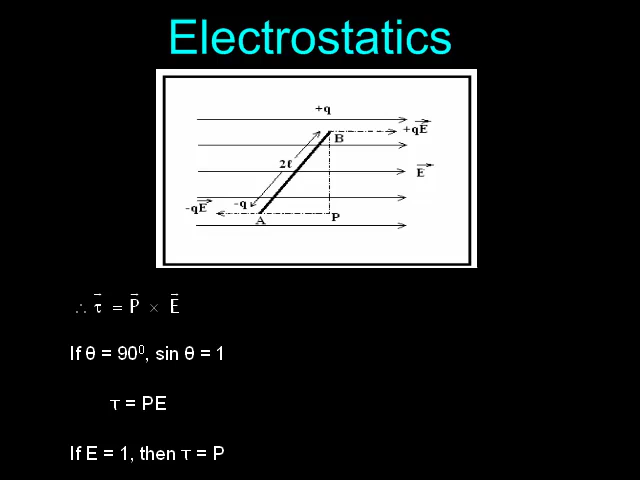 Electrostatics
+q
+qE⃗
B
2ℓ
E⃗
-qE⃗
-q
A
P
∴ τ⃗ = P⃗ × E⃗
If θ = 90⁰, sin θ = 1
τ = PE
If E = 1, then τ = P